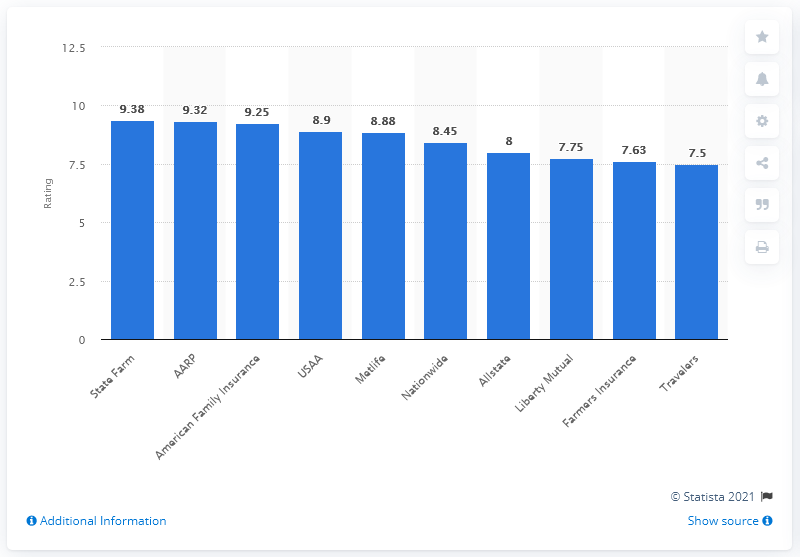 12.5
10
7.5
5
2.5
0
Rating
9.38
9.32
9.25
8.9
8.88
8.45
8
7.75
7.63
7.5
State Farm
AARP
American Family Insurance
USAA
Metlife
Nationwide
Allstate
Liberty Mutual
Farmers Insurance
Travelers
© Statista 2021
Additional Information
Show source